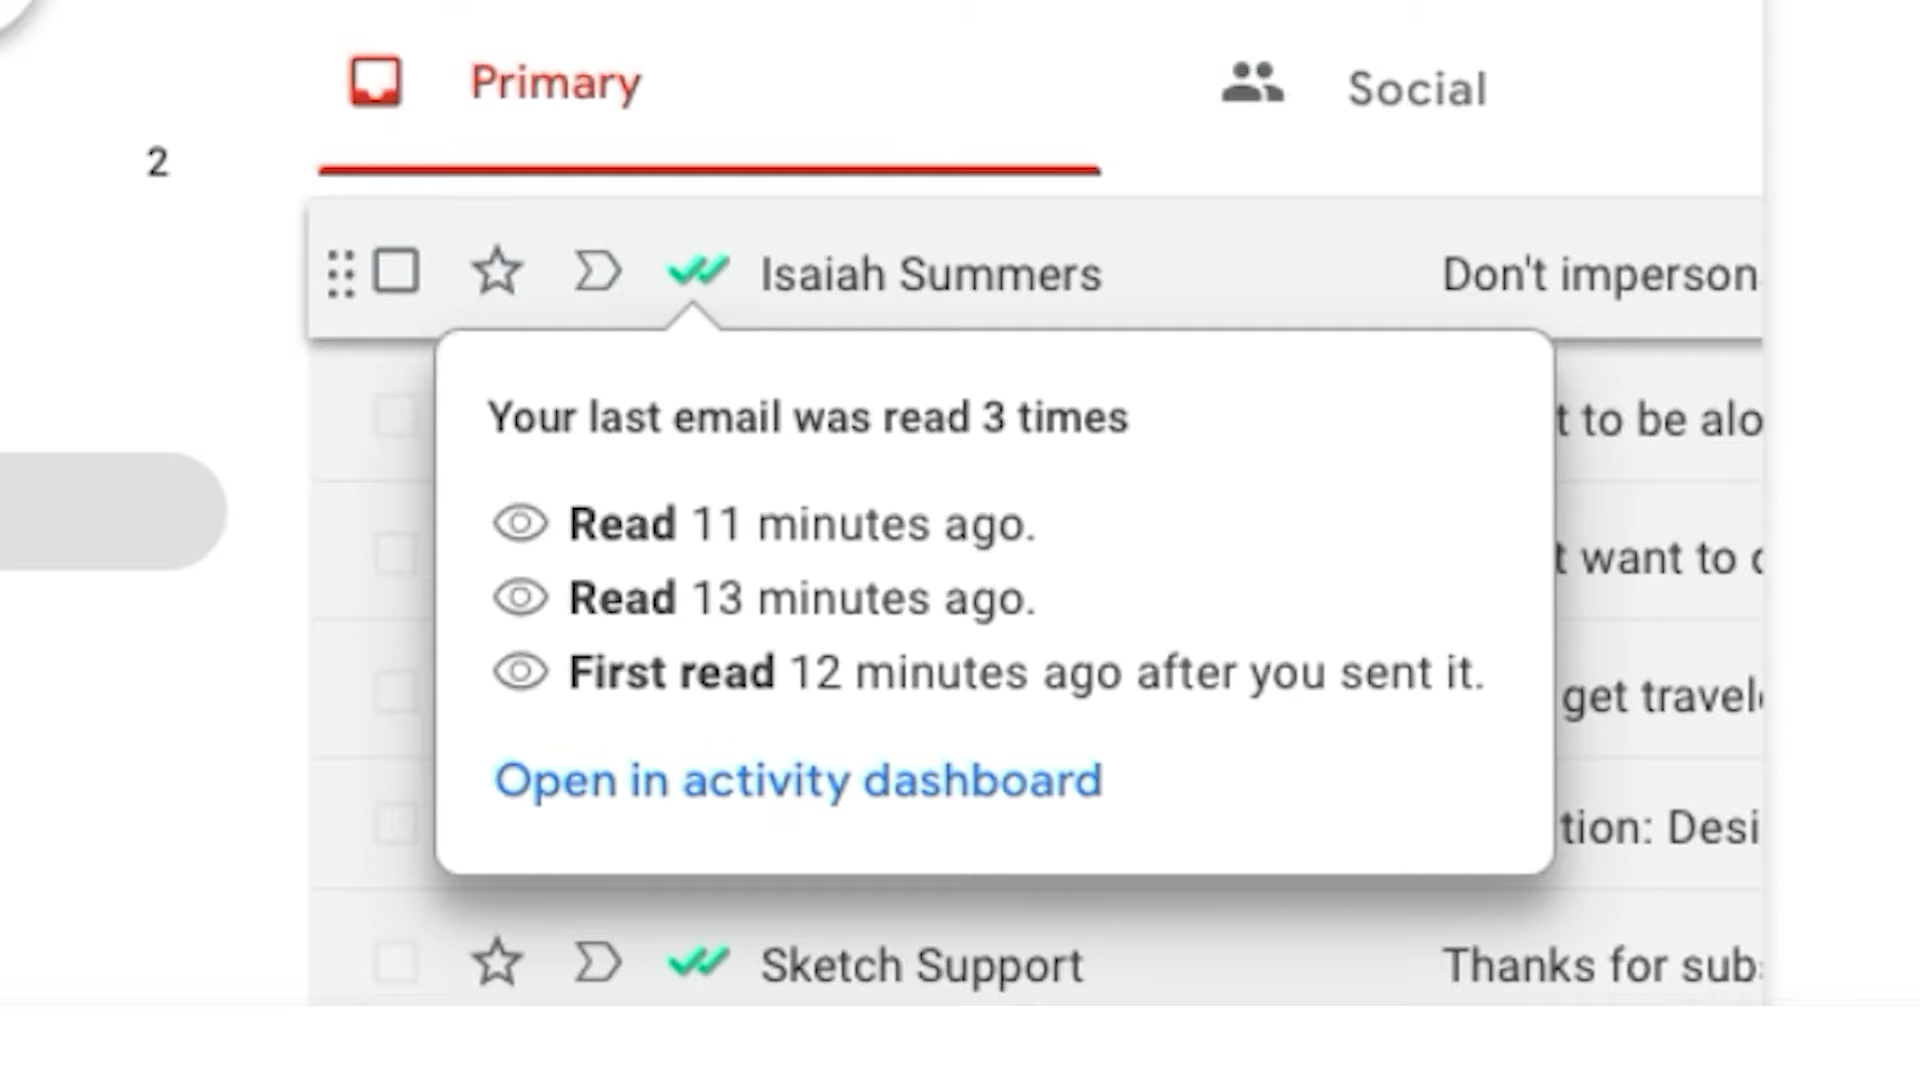 Primary
Social
2
Isaiah Summers
Don't imperson
Your last email was read 3 times
t to be alo
Read 11 minutes ago.
t want to
Read 13 minutes ago.
First read 12 minutes ago after you sent it.
get travel
Open in activity dashboard
tion: Desi
Sketch Support
Thanks for sub